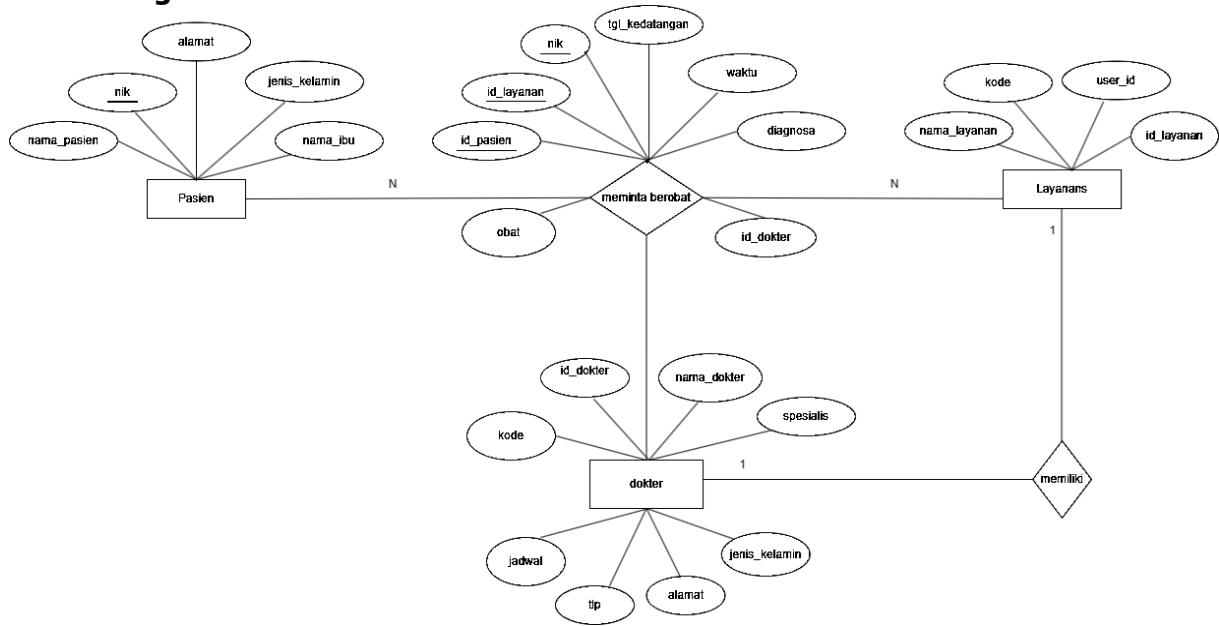 alamat
nik
jenis_kelamin
nama_pasien
nama_ibu
Pasien
N
tgl_kedatangan
nik
waktu
id_layanan
diagnosa
id_pasien
meminta berobat
obat
id_dokter
N
kode
user_id
nama_layanan
id_layanan
Layanans
1
id_dokter
nama_dokter
kode
spesialis
dokter
1
memiliki
jadwal
jenis_kelamin
tlp
alamat